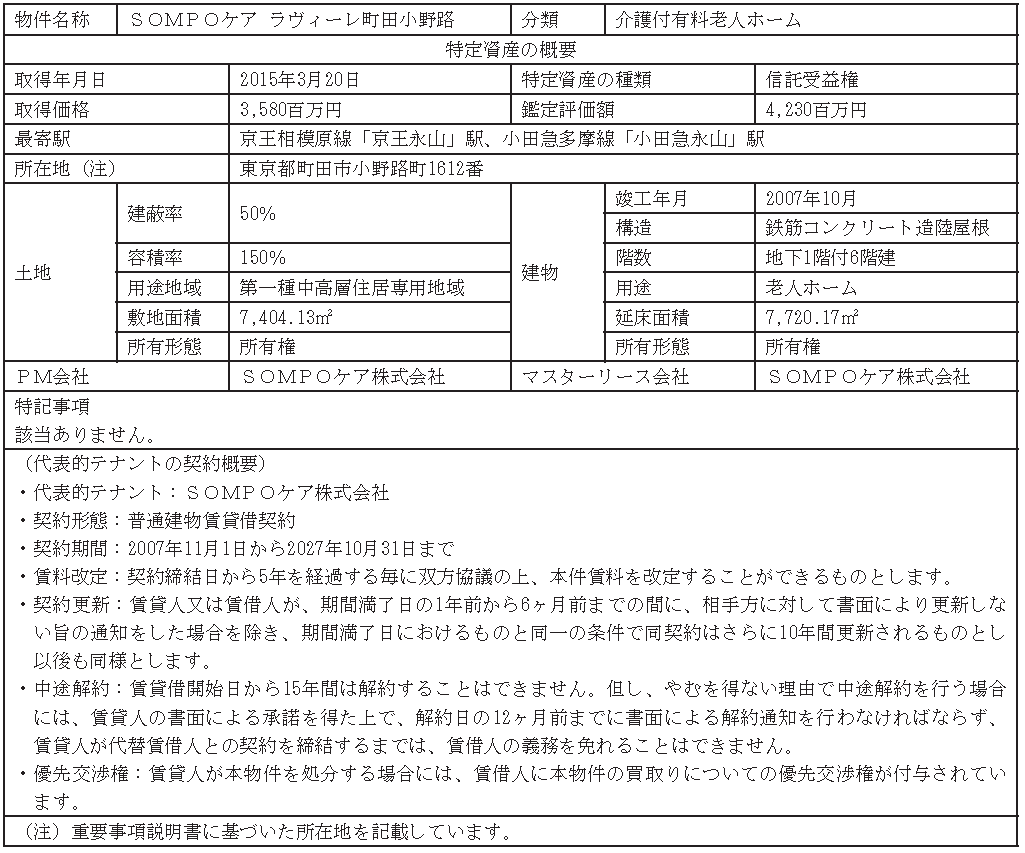 物件名称 ＳＯＭＰＯケア ラヴィーレ町田小野路 分類 介護付有料老人ホーム
特定資産の概要
取得年月日 2015年3月20日 特定資産の種類 信託受益権
取得価格 3,580百万円 鑑定評価額 4,230百万円
最寄駅 京王相模原線「京王永山」駅、小田急多摩線「小田急永山」駅
所在地（注） 東京都町田市小野路町1612番
土地 建蔽率 50% 建物 竣工年月 2007年10月
構造 鉄筋コンクリート造陸屋根
容積率 150% 階数 地下1階付6階建
用途地域 第一種中高層住居専用地域 用途 老人ホーム
敷地面積 7,404.13㎡ 延床面積 7,720.17㎡
所有形態 所有権 所有形態 所有権
ＰＭ会社 ＳＯＭＰＯケア株式会社 マスターリース会社 ＳＯＭＰＯケア株式会社
特記事項
該当ありません。
（代表的テナントの契約概要）
・代表的テナント：ＳＯＭＰＯケア株式会社
・契約形態：普通建物賃貸借契約
・契約期間：2007年11月1日から2027年10月31日まで
・賃料改定：契約締結日から5年を経過する毎に双方協議の上、本件賃料を改定することができるものとします。
・契約更新：賃貸人又は賃借人が、期間満了日の1年前から6ヶ月前までの間に、相手方に対して書面により更新しな
い旨の通知をした場合を除き、期間満了日におけるものと同一の条件で同契約はさらに10年間更新されるものとし
以後も同様とします。
・中途解約：賃貸借開始日から15年間は解約することはできません。但し、やむを得ない理由で中途解約を行う場合
には、賃貸人の書面による承諾を得た上で、解約日の12ヶ月前までに書面による解約通知を行わなければならず、
賃貸人が代替賃借人との契約を締結するまでは、賃借人の義務を免れることはできません。
・優先交渉権：賃貸人が本物件を処分する場合には、賃借人に本物件の買取りについての優先交渉権が付与されてい
ます。
（注）重要事項説明書に基づいた所在地を記載しています。